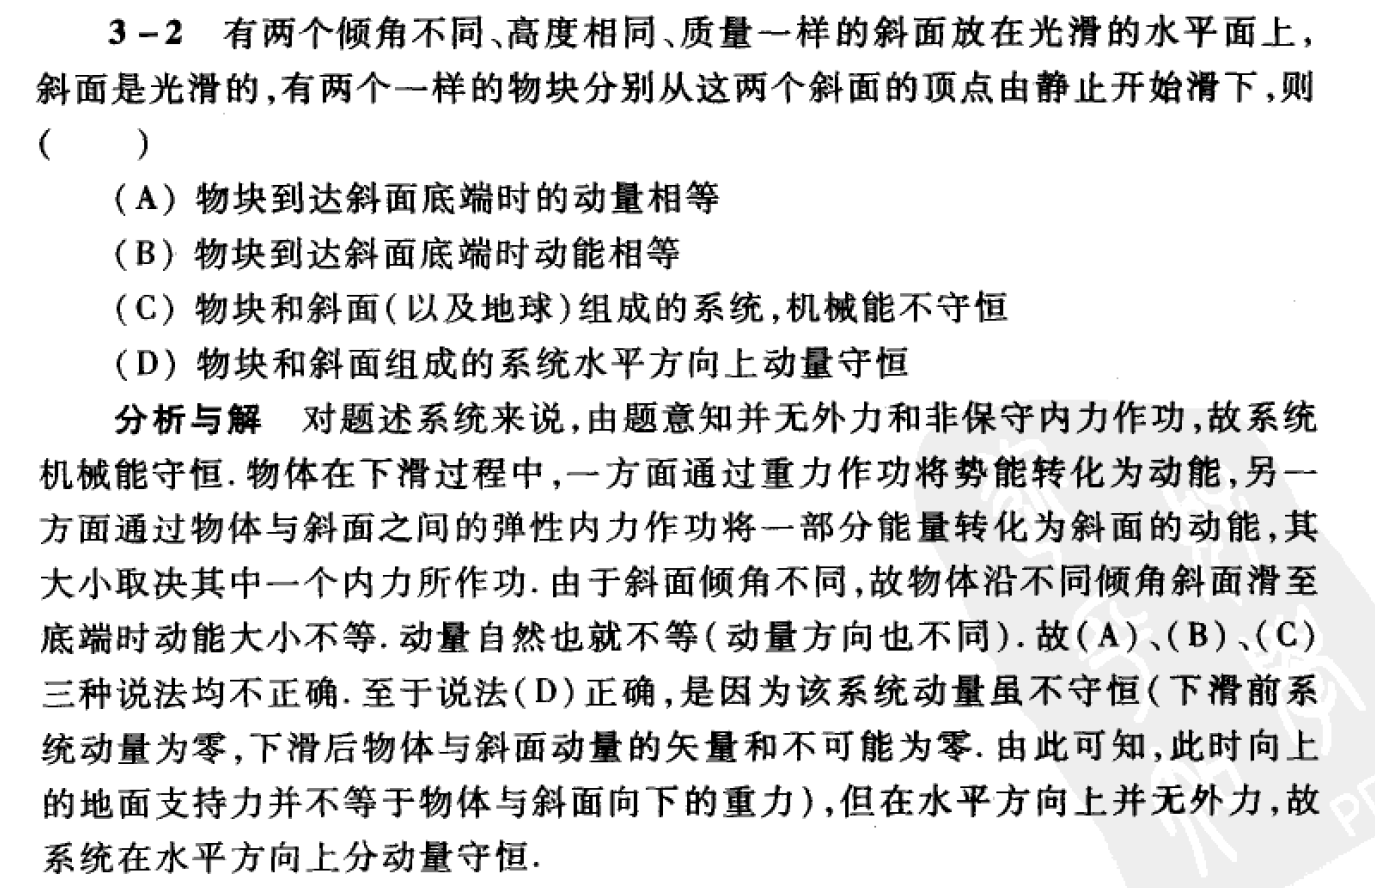 3-2 有两个倾角不同、高度相同、质量一样的斜面放在光滑的水平面上,
斜面是光滑的,有两个一样的物块分别从这两个斜面的顶点由静止开始滑下,则
( )
(A) 物块到达斜面底端时的动量相等
(B) 物块到达斜面底端时动能相等
(C) 物块和斜面(以及地球)组成的系统,机械能不守恒
(D) 物块和斜面组成的系统水平方向上动量守恒
分析与解 对题述系统来说,由题意知并无外力和非保守内力作功,故系统
机械能守恒.物体在下滑过程中,一方面通过重力作功将势能转化为动能,另一
方面通过物体与斜面之间的弹性内力作功将一部分能量转化为斜面的动能,其
大小取决其中一个内力所作功.由于斜面倾角不同,故物体沿不同倾角斜面滑至
底端时动能大小不等.动量自然也就不等(动量方向也不同).故(A)、(B)、(C)
三种说法均不正确.至于说法(D)正确,是因为该系统动量虽不守恒(下滑前系
统动量为零,下滑后物体与斜面动量的矢量和不可能为零.由此可知,此时向上
的地面支持力并不等于物体与斜面向下的重力),但在水平方向上并无外力,故
系统在水平方向上分动量守恒.